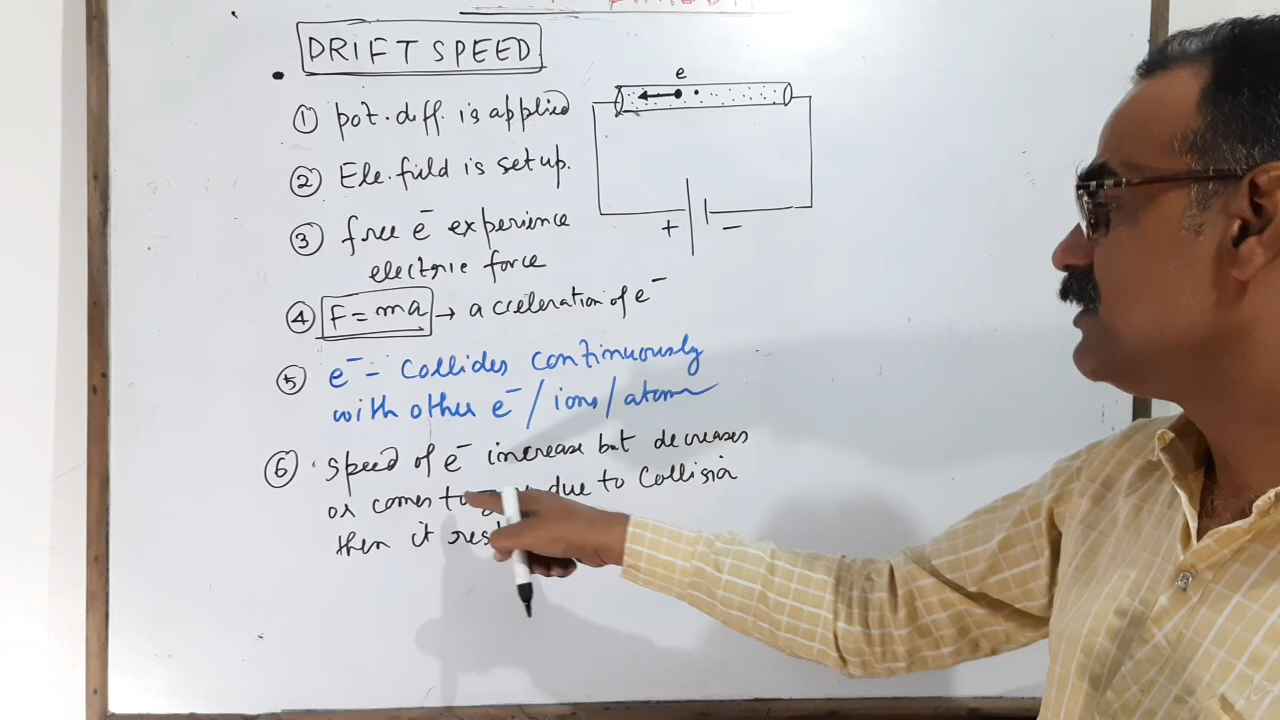 DRIFT SPEED
e
① pot. diff. is applied
② Ele. field is set up.
+ −
③ free e⁻ experience
electric force
④ F = ma → acceleration of e⁻
⑤ e⁻ - Collides continuously
with other e⁻ / ions / atoms
⑥ speed of e⁻ increase but decreases
or comes to due to Collision
then it